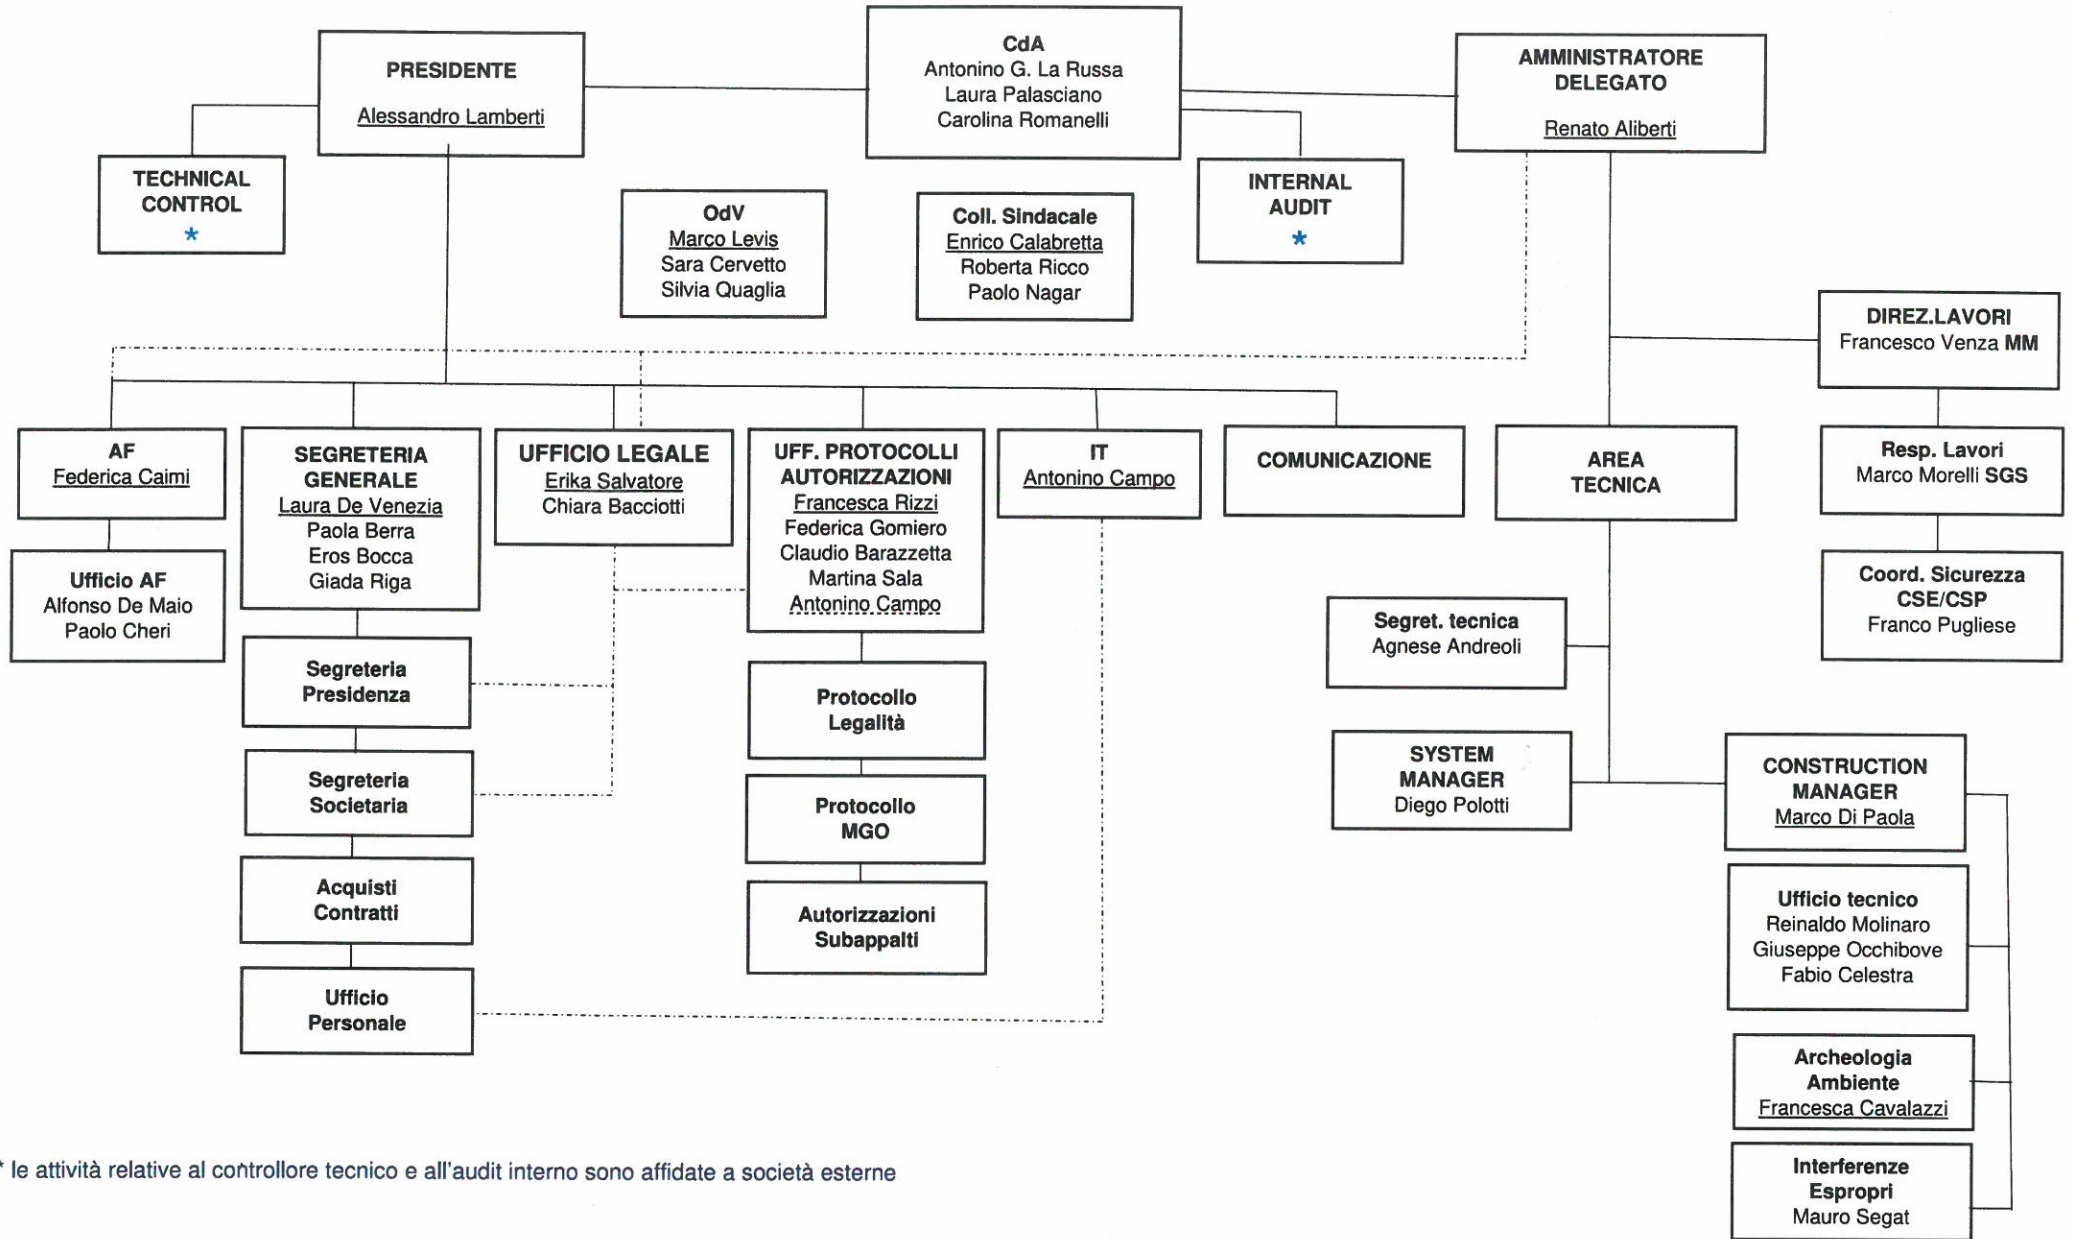 PRESIDENTE
Alessandro Lamberti
CdA
Antonino G. La Russa
Laura Palasciano
Carolina Romanelli
AMMINISTRATORE
DELEGATO
Renato Aliberti
TECHNICAL
CONTROL
*
OdV
Marco Levis
Sara Cervetto
Silvia Quaglia
Coll. Sindacale
Enrico Calabretta
Roberta Ricco
Paolo Nagar
INTERNAL
AUDIT
*
DIREZ.LAVORI
Francesco Venza MM
AF
Federica Caimi
SEGRETERIA
GENERALE
Laura De Venezia
Paola Berra
Eros Bocca
Giada Riga
UFFICIO LEGALE
Erika Salvatore
Chiara Bacciotti
UFF. PROTOCOLLI
AUTORIZZAZIONI
Francesca Rizzi
Federica Gomiero
Claudio Barazzetta
Martina Sala
Antonino Campo
IT
Antonino Campo
COMUNICAZIONE
AREA
TECNICA
Resp. Lavori
Marco Morelli SGS
Ufficio AF
Alfonso De Maio
Paolo Cheri
Coord. Sicurezza
CSE/CSP
Franco Pugliese
Segret. tecnica
Agnese Andreoli
Segreteria
Presidenza
Protocollo
Legalità
Segreteria
Societaria
Protocollo
MGO
SYSTEM
MANAGER
Diego Polotti
CONSTRUCTION
MANAGER
Marco Di Paola
Acquisti
Contratti
Autorizzazioni
Subappalti
Ufficio tecnico
Reinaldo Molinaro
Giuseppe Occhibove
Fabio Celestra
Ufficio
Personale
Archeologia
Ambiente
Francesca Cavalazzi
Interferenze
Espropri
Mauro Segat
* le attività relative al controllore tecnico e all'audit interno sono affidate a società esterne